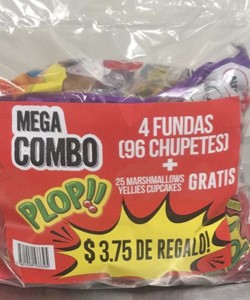 MEGA
COMBO
4 FUNDAS
(96 CHUPETES)
+
25 MARSHMALLOWS
YELLIES CUPCAKES
GRATIS
PLOP!!
$ 3.75 DE REGALO!